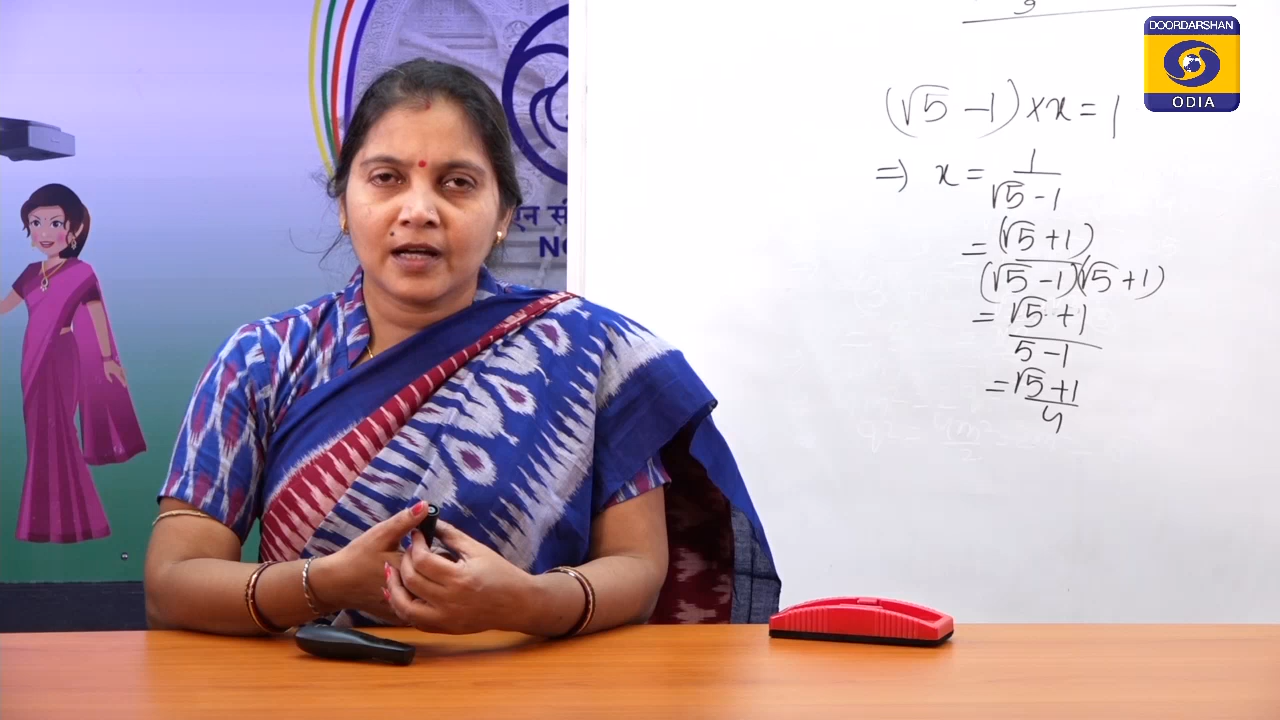 DOORDARSHAN
ODIA
(√5 - 1) × x = 1
⇒ x = 1/(√5 - 1)
= (√5 + 1)/((√5 - 1)(√5 + 1))
= (√5 + 1)/(5 - 1)
= (√5 + 1)/4